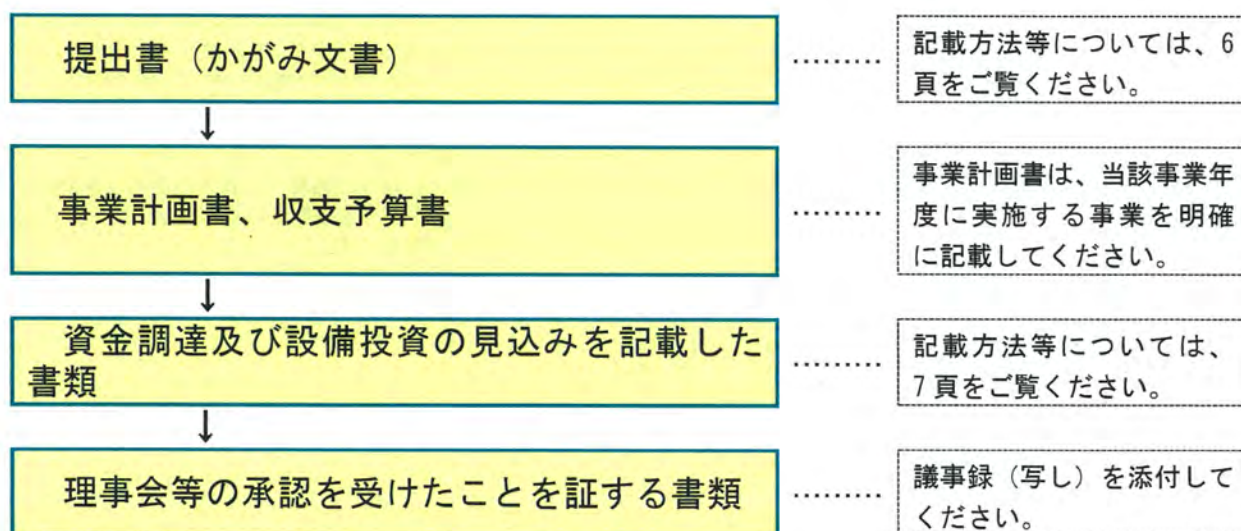 提出書（かがみ文書）
記載方法等については、6
頁をご覧ください。
事業計画書、収支予算書
事業計画書は、当該事業年
度に実施する事業を明確
に記載してください。
資金調達及び設備投資の見込みを記載した
書類
記載方法等については、
7頁をご覧ください。
理事会等の承認を受けたことを証する書類
議事録（写し）を添付して
ください。